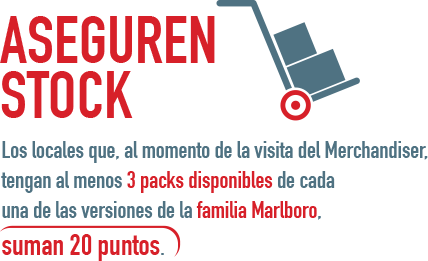 ASEGUREN
STOCK
Los locales que, al momento de la visita del Merchandiser,
tengan al menos 3 packs disponibles de cada
una de las versiones de la familia Marlboro,
suman 20 puntos.